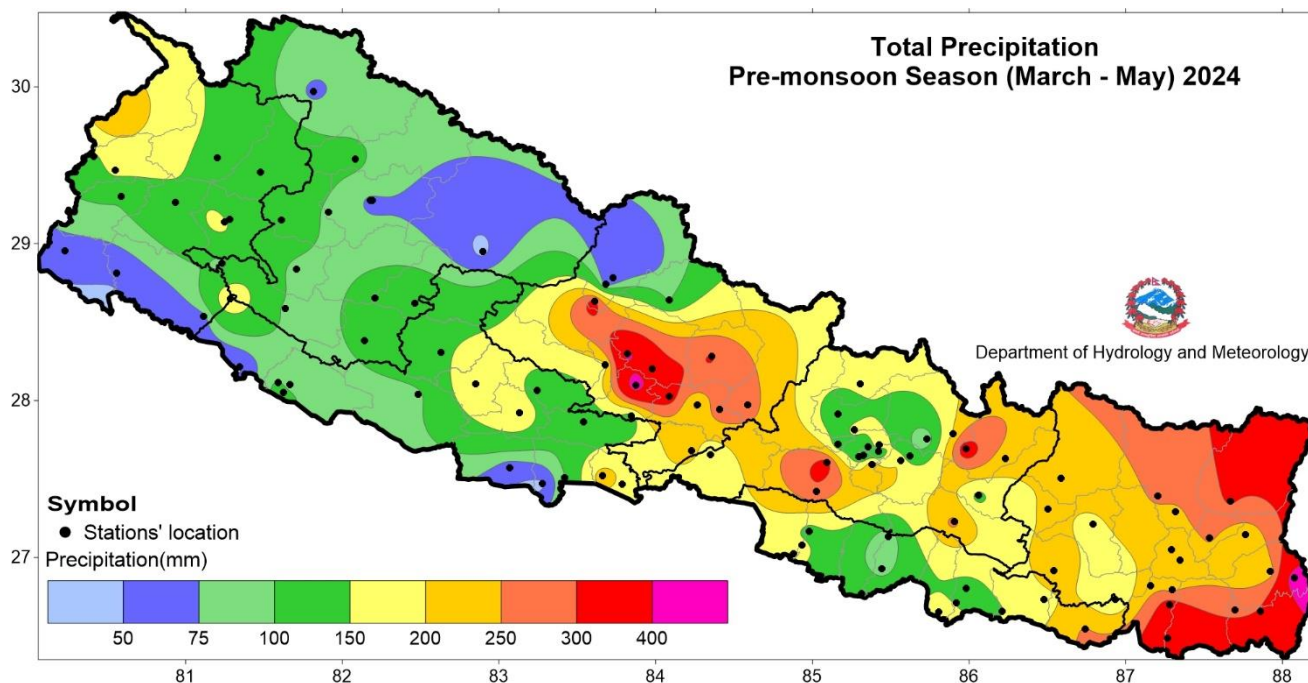 Total Precipitation
Pre-monsoon Season (March - May) 2024
30
29
28
27
Department of Hydrology and Meteorology
Symbol
Stations' location
Precipitation(mm)
50 75 100 150 200 250 300 400
81 82 83 84 85 86 87 88